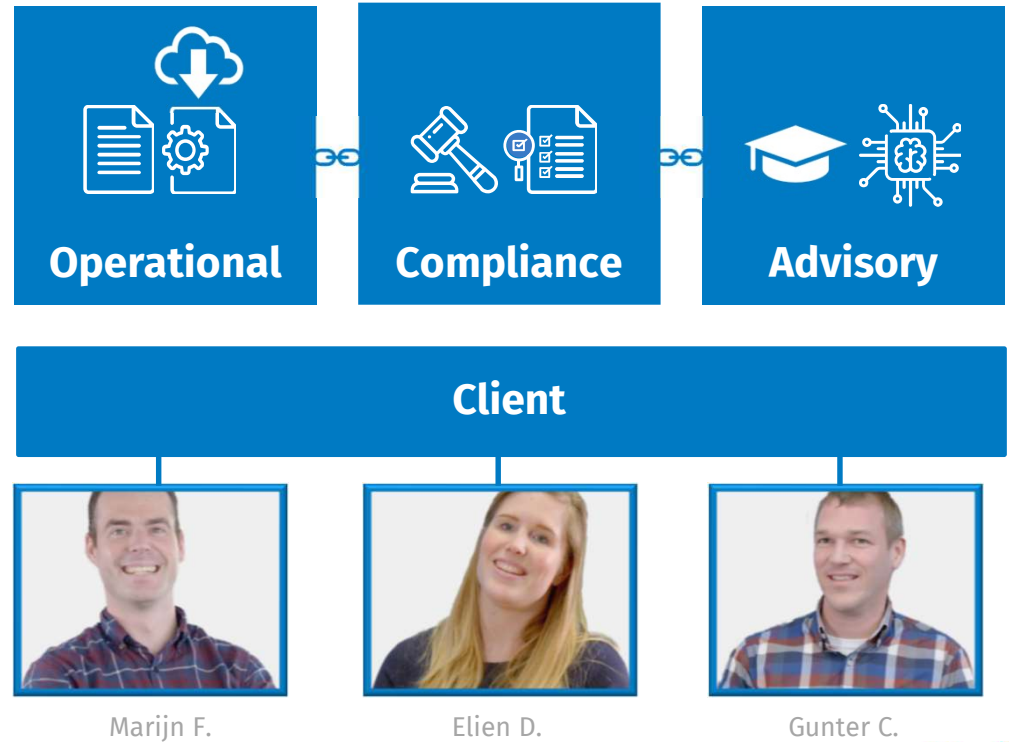 Operational
Compliance
Advisory
Client
Marijn F.
Elien D.
Gunter C.